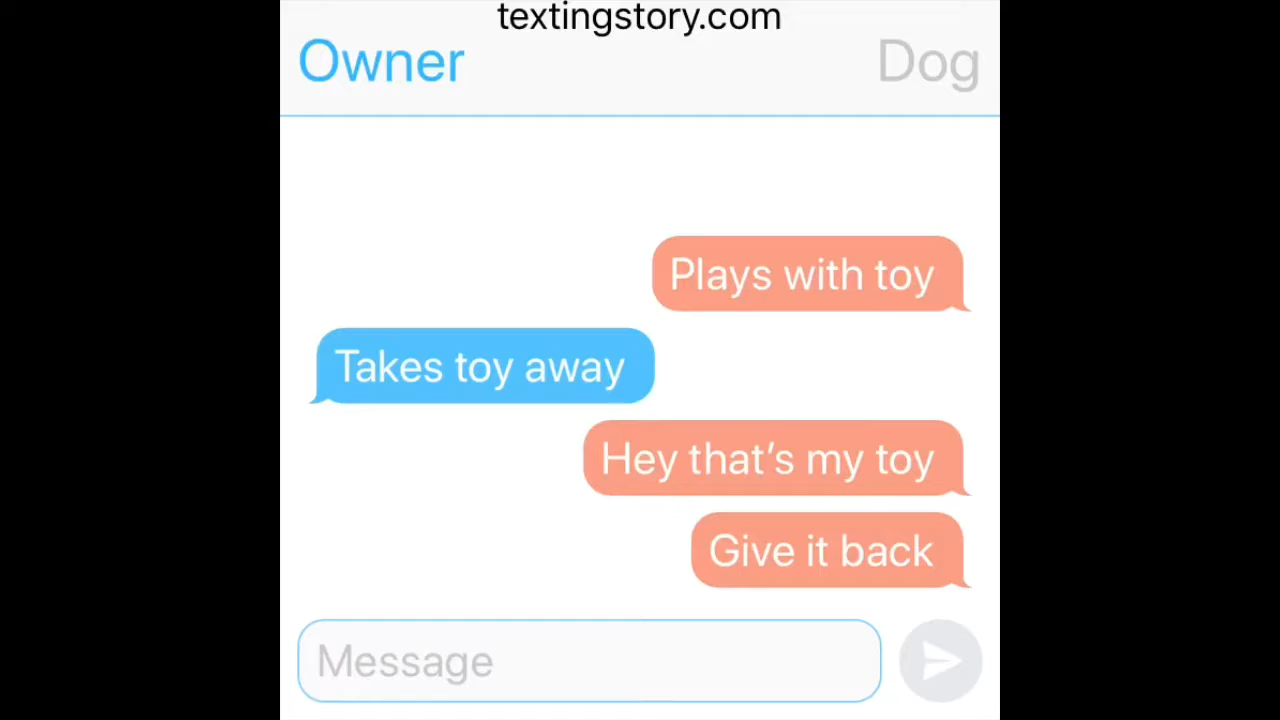 textingstory.com
Owner
Dog
Plays with toy
Takes toy away
Hey that’s my toy
Give it back
Message